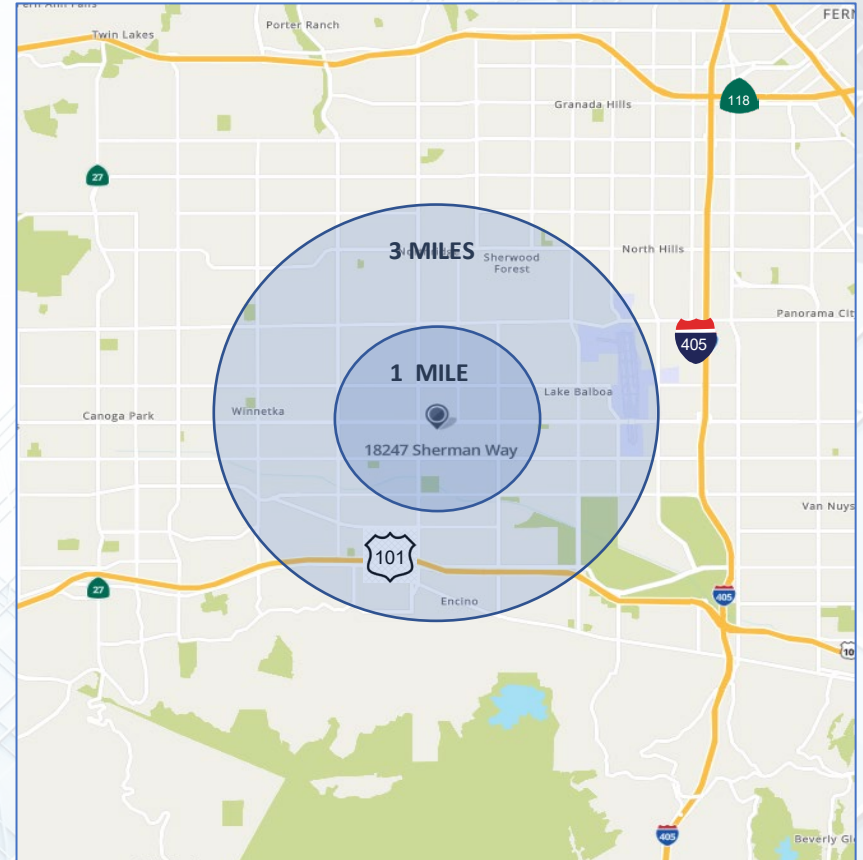 Twin Lakes
Porter Ranch
Granada Hills
118
27
3 MILES
Sherwood
Forest
North Hills
Panorama Cit
405
1 MILE
Lake Balboa
Canoga Park
Winnetka
18247 Sherman Way
Van Nuys
101
27
405
Encino
10
405
Beverly Gl